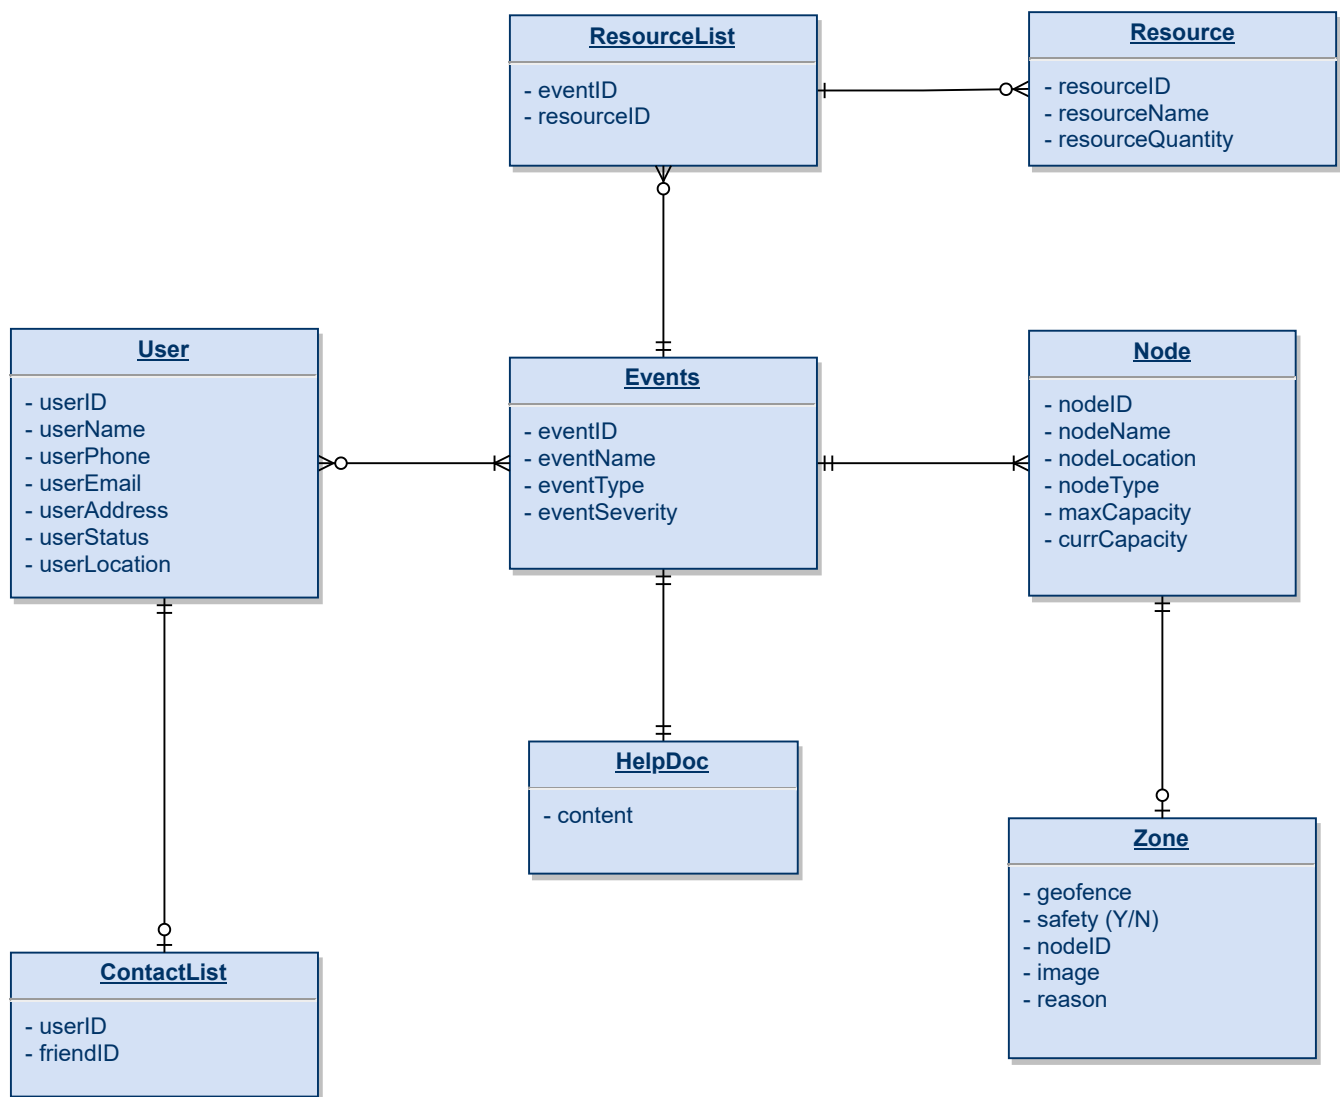 ResourceList
- eventID
- resourceID
Resource
- resourceID
- resourceName
- resourceQuantity
User
- userID
- userName
- userPhone
- userEmail
- userAddress
- userStatus
- userLocation
Events
- eventID
- eventName
- eventType
- eventSeverity
Node
- nodeID
- nodeName
- nodeLocation
- nodeType
- maxCapacity
- currCapacity
HelpDoc
- content
Zone
- geofence
- safety (Y/N)
- nodeID
- image
- reason
ContactList
- userID
- friendID